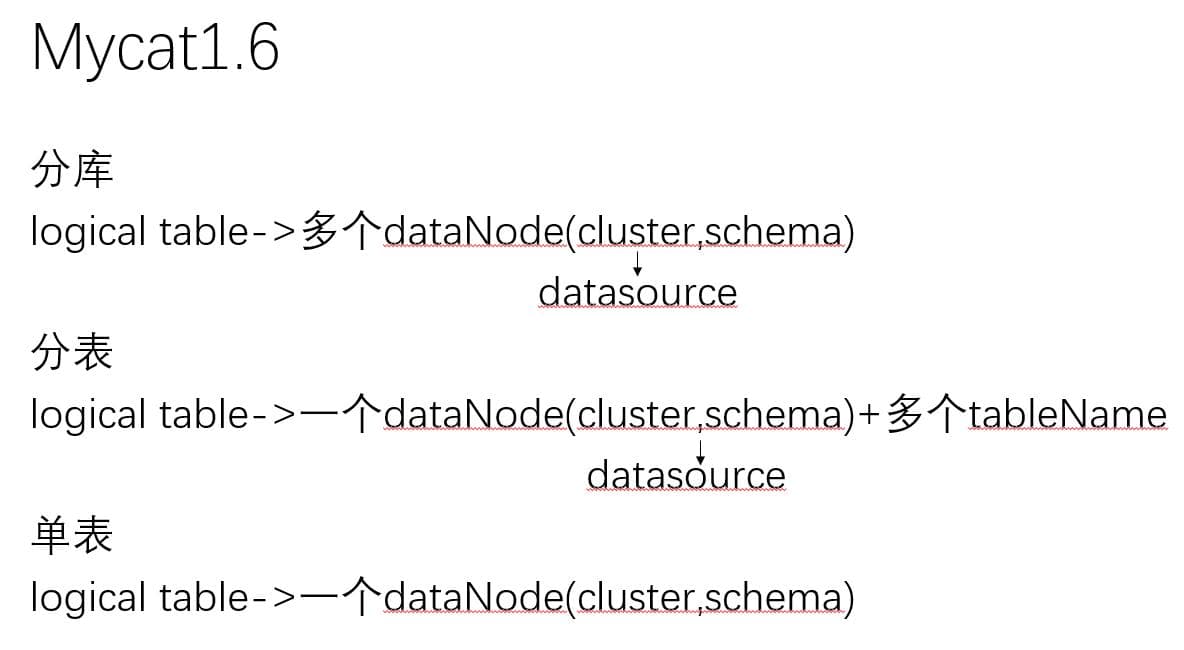 Mycat1.6
分库
logical table->多个dataNode(cluster,schema)
datasource
分表
logical table->一个dataNode(cluster,schema)+多个tableName
datasource
单表
logical table->一个dataNode(cluster,schema)